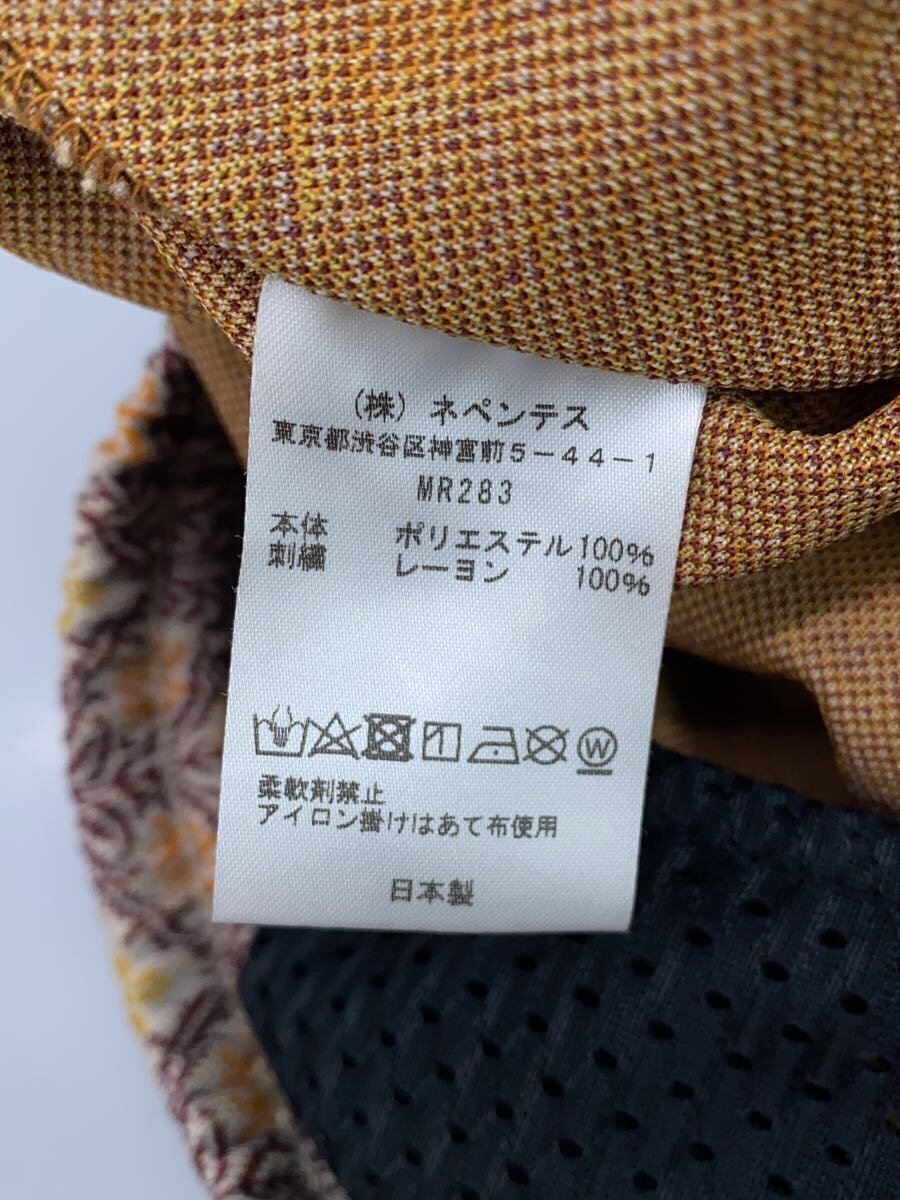 (株) ネペンテス
東京都渋谷区神宮前5-44-1
MR283
本体 ポリエステル100%
刺繍 レーヨン 100%
W
柔軟剤禁止
アイロン掛けはあて布使用
日本製